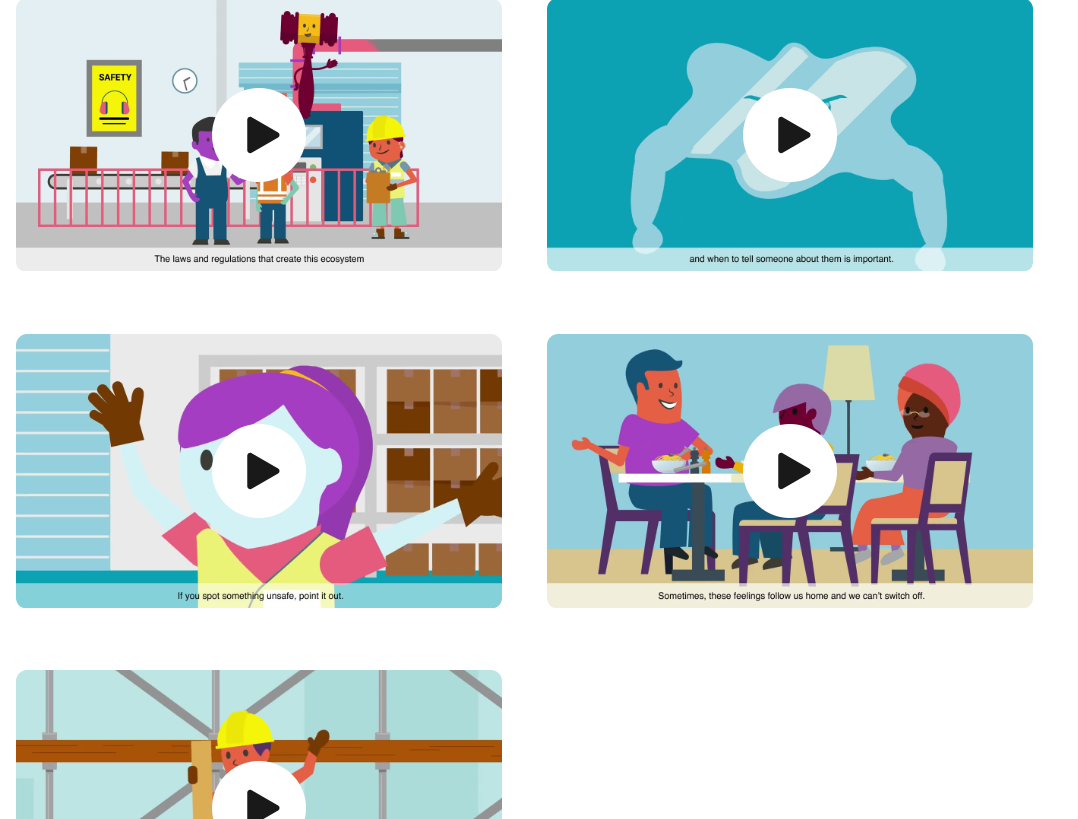 SAFETY
The laws and regulations that create this ecosystem
and when to tell someone about them is important.
If you spot something unsafe, point it out.
Sometimes, these feelings follow us home and we can't switch off.